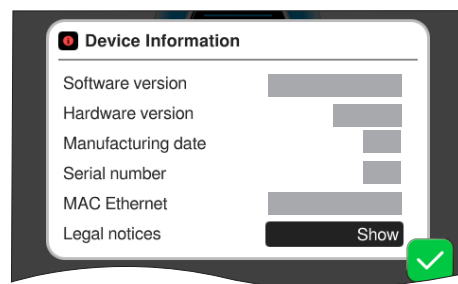 Device Information
Software version
Hardware version
Manufacturing date
Serial number
MAC Ethernet
Legal notices Show